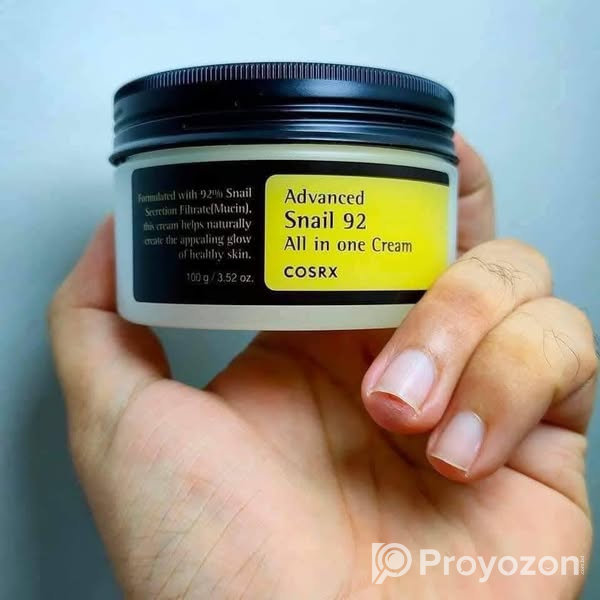 Formulated with 92% Snail
Secretion Filtrate(Mucin),
this cream helps naturally
create the appealing glow
of healthy skin.
100 g / 3.52 oz.
Advanced
Snail 92
All in one Cream
COSRX
Proyozon